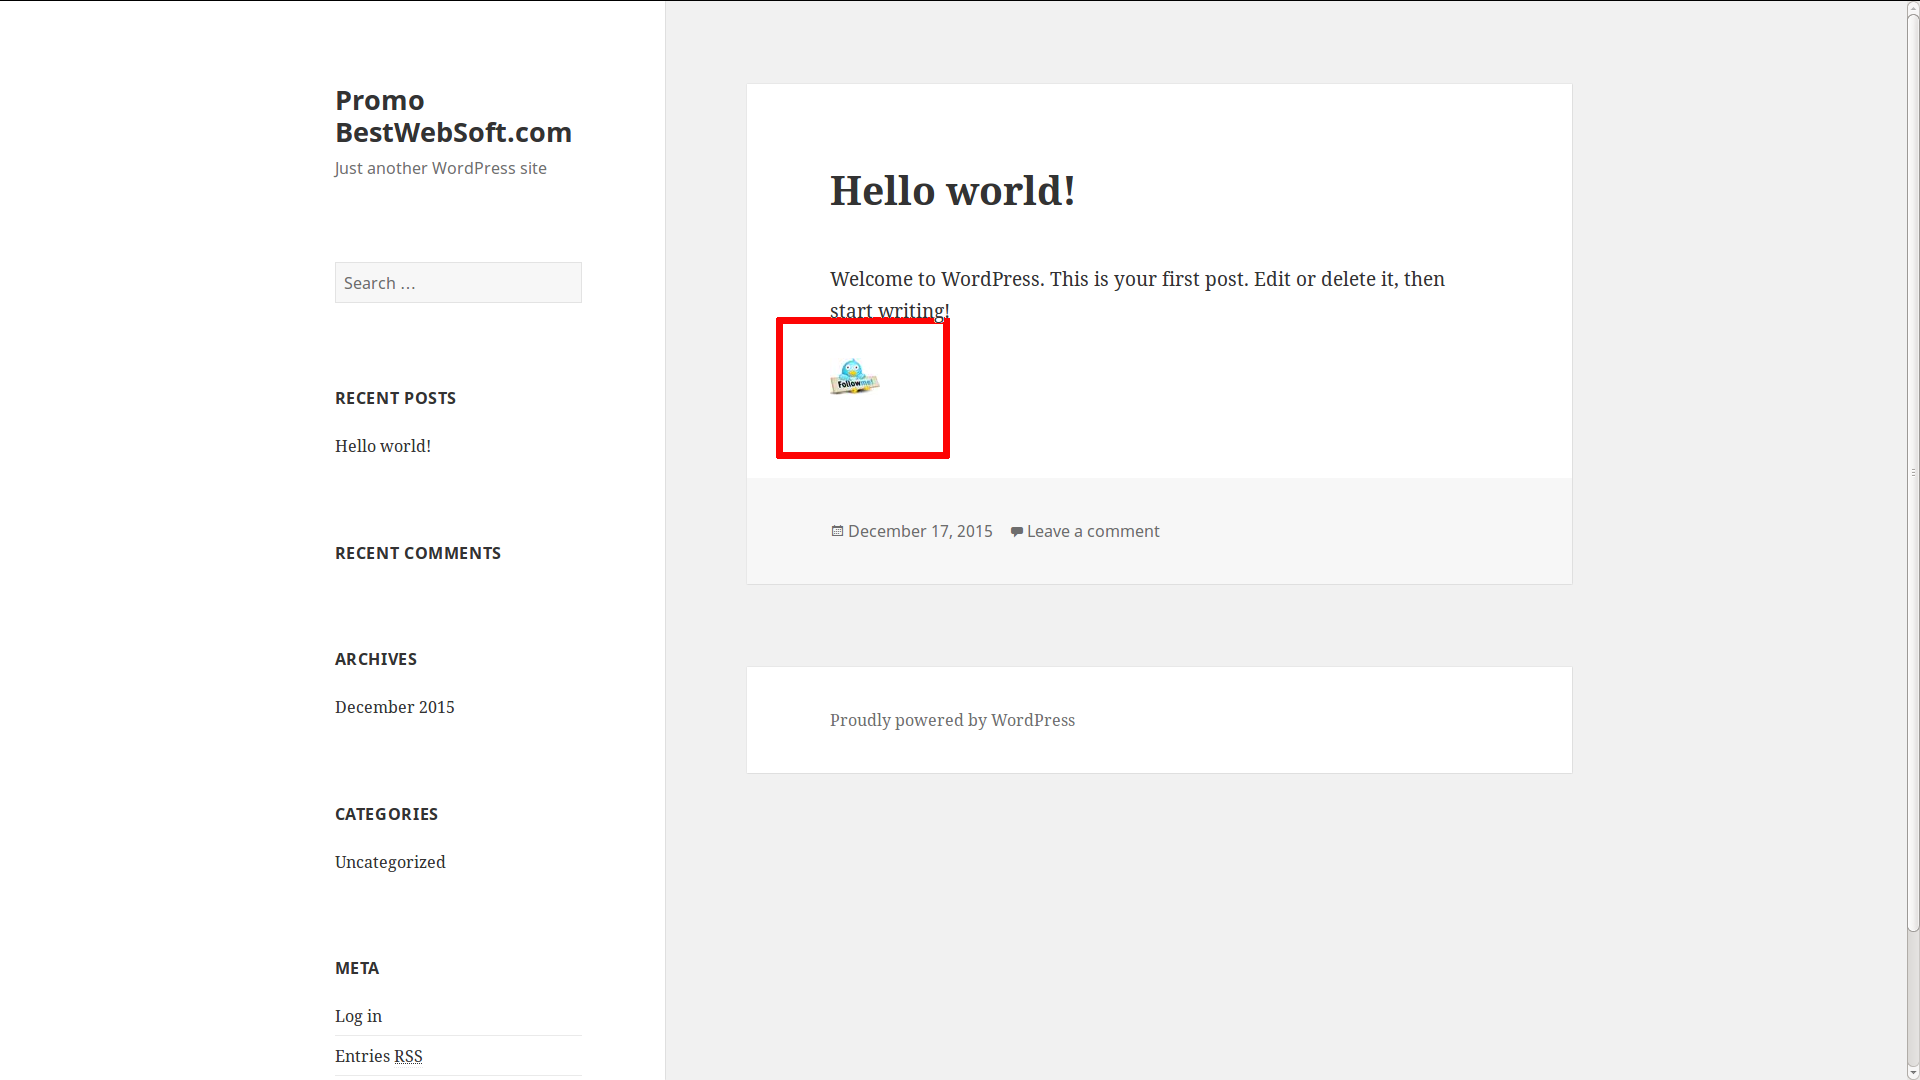 Promo
BestWebSoft.com
Just another WordPress site
Search …
RECENT POSTS
Hello world!
RECENT COMMENTS
ARCHIVES
December 2015
CATEGORIES
Uncategorized
META
Log in
Entries RSS
Hello world!
Welcome to WordPress. This is your first post. Edit or delete it, then
start writing!
Follow me!
December 17, 2015 Leave a comment
Proudly powered by WordPress